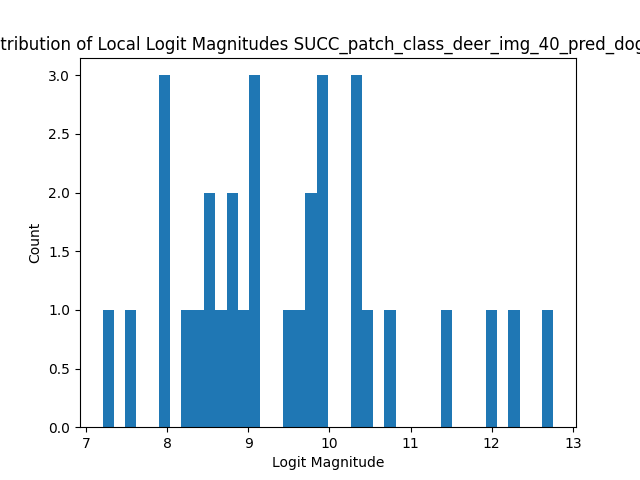 tribution of Local Logit Magnitudes SUCC_patch_class_deer_img_40_pred_dog
3.0
2.5
2.0
1.5
1.0
0.5
0.0
Count
7 8 9 10 11 12 13
Logit Magnitude